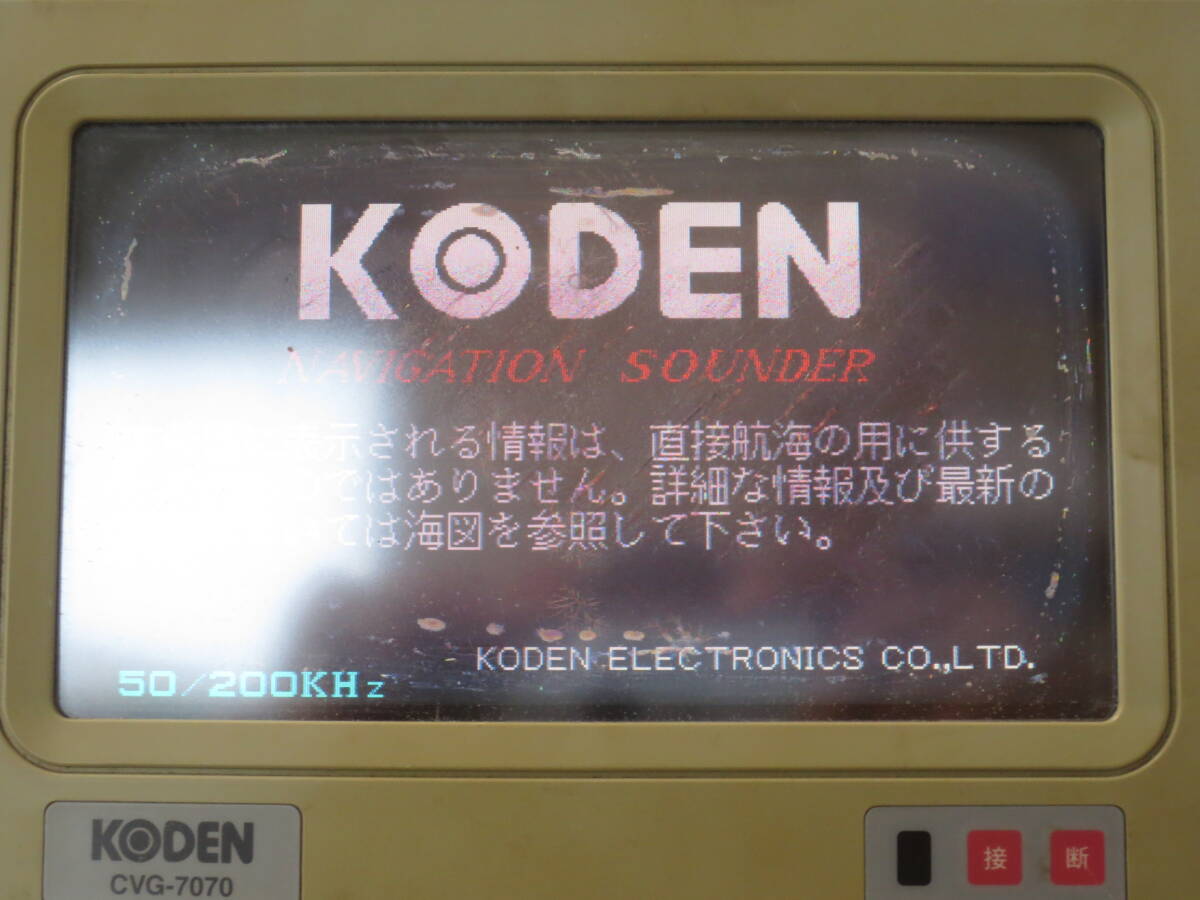 KODEN
NAVIGATION SOUNDER
表示される情報は、直接航海の用に供する
ではありません。詳細な情報及び最新の
ては海図を参照して下さい。
KODEN ELECTRONICS CO.,LTD.
50/200KHz
KODEN
CVG-7070
接 断